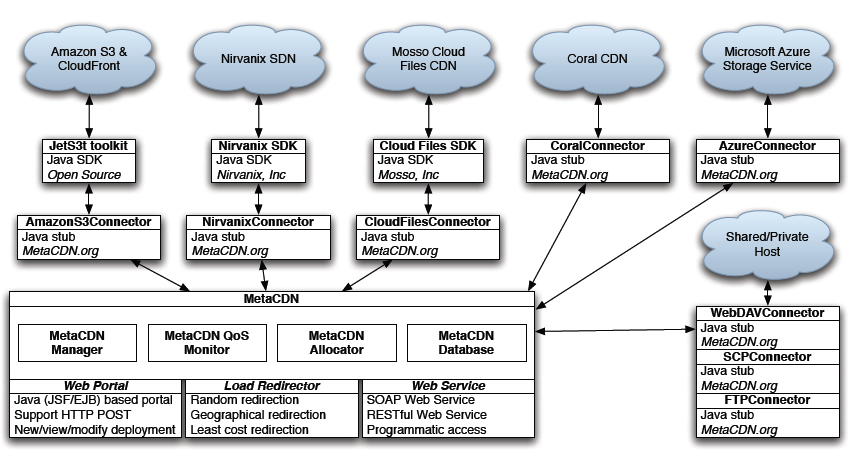 Amazon S3 &
CloudFront
Nirvanix SDN
Mosso Cloud
Files CDN
Coral CDN
Microsoft Azure
Storage Service
JetS3t toolkit
Java SDK
Open Source
Nirvanix SDK
Java SDK
Nirvanix, Inc
Cloud Files SDK
Java SDK
Mosso, Inc
CoralConnector
Java stub
MetaCDN.org
AzureConnector
Java stub
MetaCDN.org
AmazonS3Connector
Java stub
MetaCDN.org
NirvanixConnector
Java stub
MetaCDN.org
CloudFilesConnector
Java stub
MetaCDN.org
Shared/Private
Host
MetaCDN
MetaCDN
Manager
MetaCDN QoS
Monitor
MetaCDN
Allocator
MetaCDN
Database
Web Portal
Java (JSF/EJB) based portal
Support HTTP POST
New/view/modify deployment
Load Redirector
Random redirection
Geographical redirection
Least cost redirection
Web Service
SOAP Web Service
RESTful Web Service
Programmatic access
WebDAVConnector
Java stub
MetaCDN.org
SCPConnector
Java stub
MetaCDN.org
FTPConnector
Java stub
MetaCDN.org